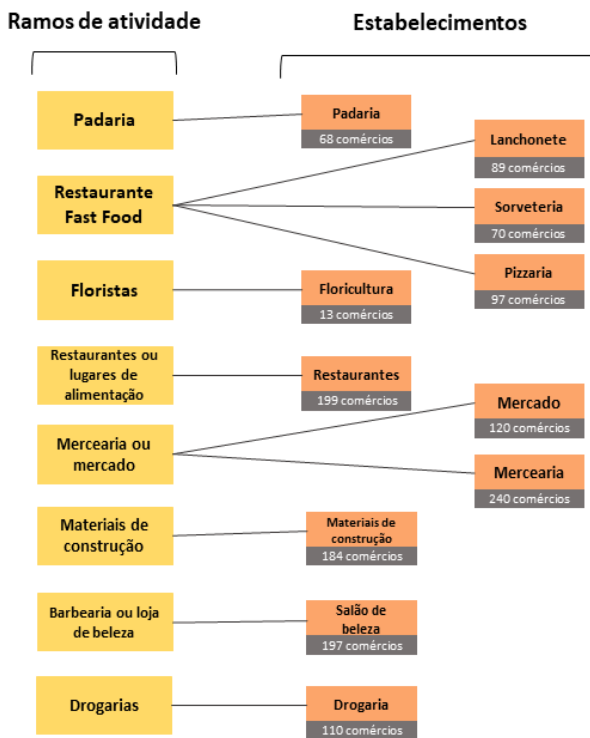 Ramos de atividade
Estabelecimentos
Padaria
Padaria
68 comércios
Lanchonete
89 comércios
Restaurante
Fast Food
Sorveteria
70 comércios
Pizzaria
97 comércios
Floristas
Floricultura
13 comércios
Restaurantes ou
lugares de
alimentação
Restaurantes
199 comércios
Mercado
120 comércios
Mercearia ou
mercado
Mercearia
240 comércios
Materiais de
construção
Materiais de
construção
184 comércios
Barbearia ou loja
de beleza
Salão de
beleza
197 comércios
Drogarias
Drogaria
110 comércios